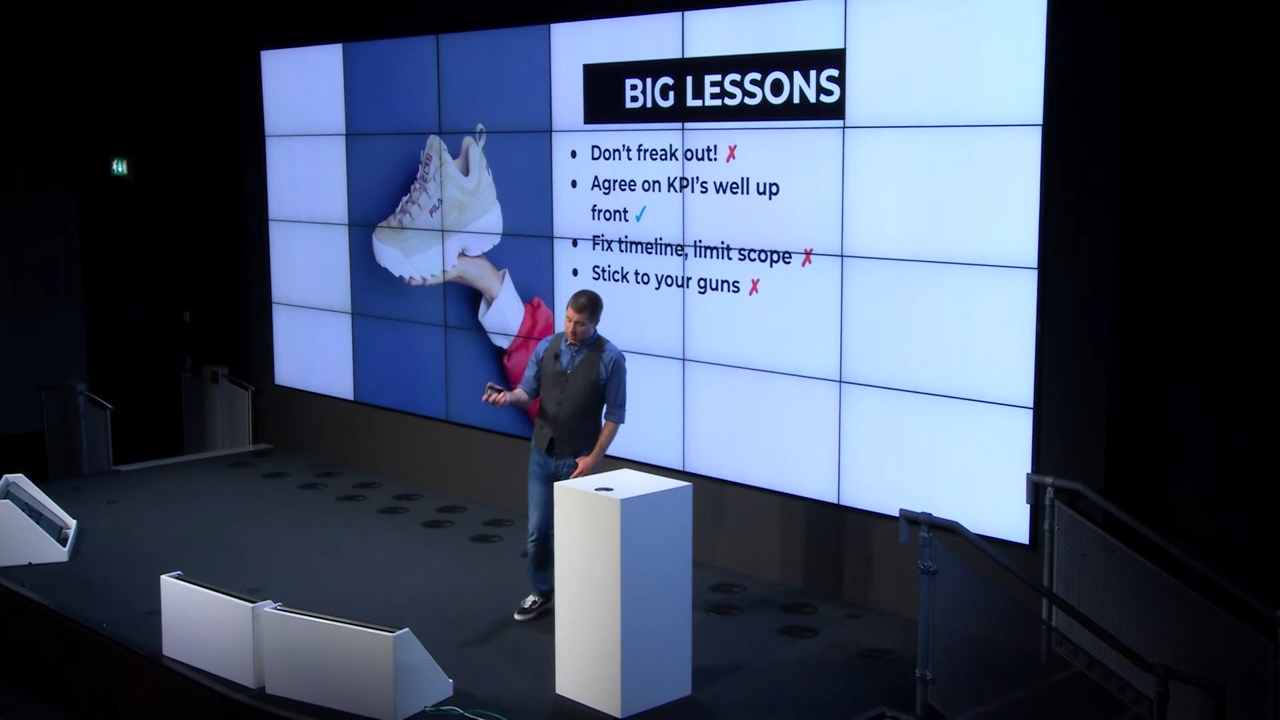 BIG LESSONS
• Don't freak out! ✗
• Agree on KPI's well up
front ✓
• Fix timeline, limit scope ✗
• Stick to your guns ✗
FILA